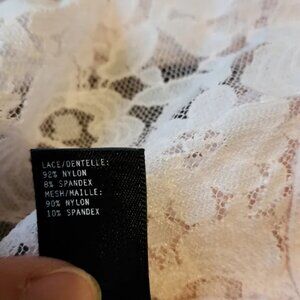 LACE/DENTELLE:
92% NYLON
8% SPANDEX
MESH/MAILLE:
90% NYLON
10% SPANDEX